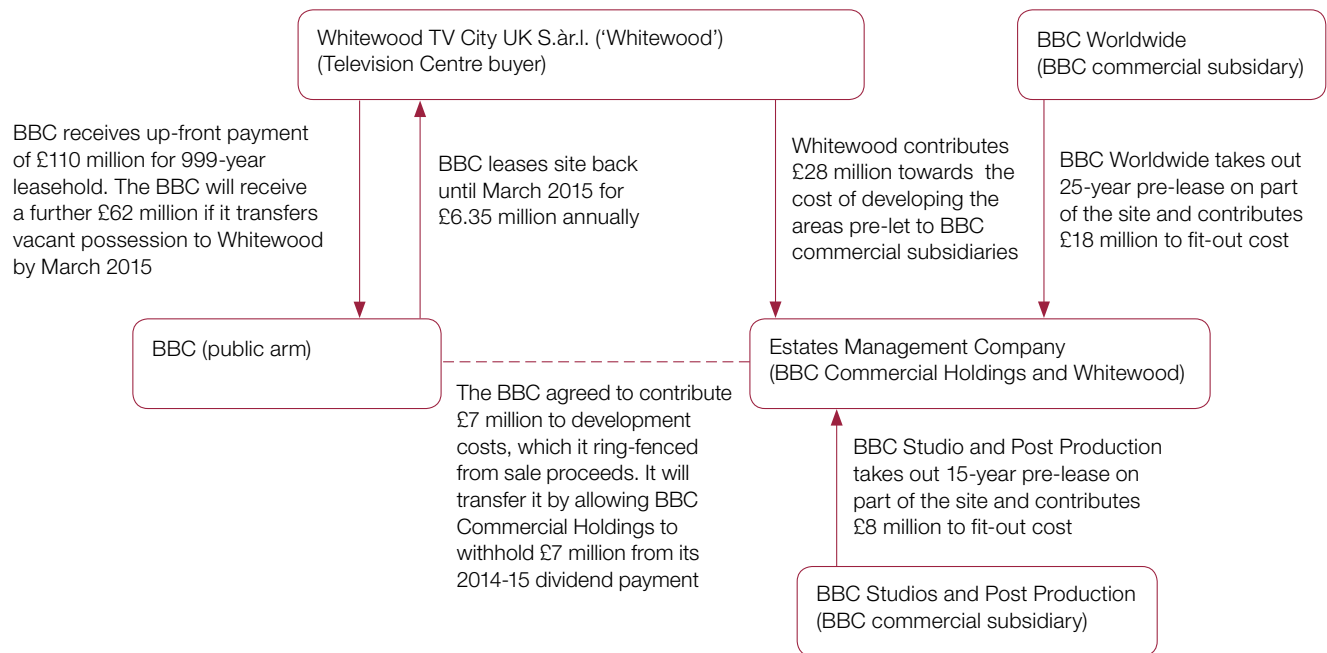 Whitewood TV City UK S.àr.l. (‘Whitewood’)
(Television Centre buyer)
BBC Worldwide
(BBC commercial subsidary)
BBC receives up-front payment
of £110 million for 999-year
leasehold. The BBC will receive
a further £62 million if it transfers
vacant possession to Whitewood
by March 2015
BBC leases site back
until March 2015 for
£6.35 million annually
Whitewood contributes
£28 million towards the
cost of developing the
areas pre-let to BBC
commercial subsidiaries
BBC Worldwide takes out
25-year pre-lease on part
of the site and contributes
£18 million to fit-out cost
BBC (public arm)
Estates Management Company
(BBC Commercial Holdings and Whitewood)
The BBC agreed to contribute
£7 million to development
costs, which it ring-fenced
from sale proceeds. It will
transfer it by allowing BBC
Commercial Holdings to
withhold £7 million from its
2014-15 dividend payment
BBC Studio and Post Production
takes out 15-year pre-lease on
part of the site and contributes
£8 million to fit-out cost
BBC Studios and Post Production
(BBC commercial subsidiary)